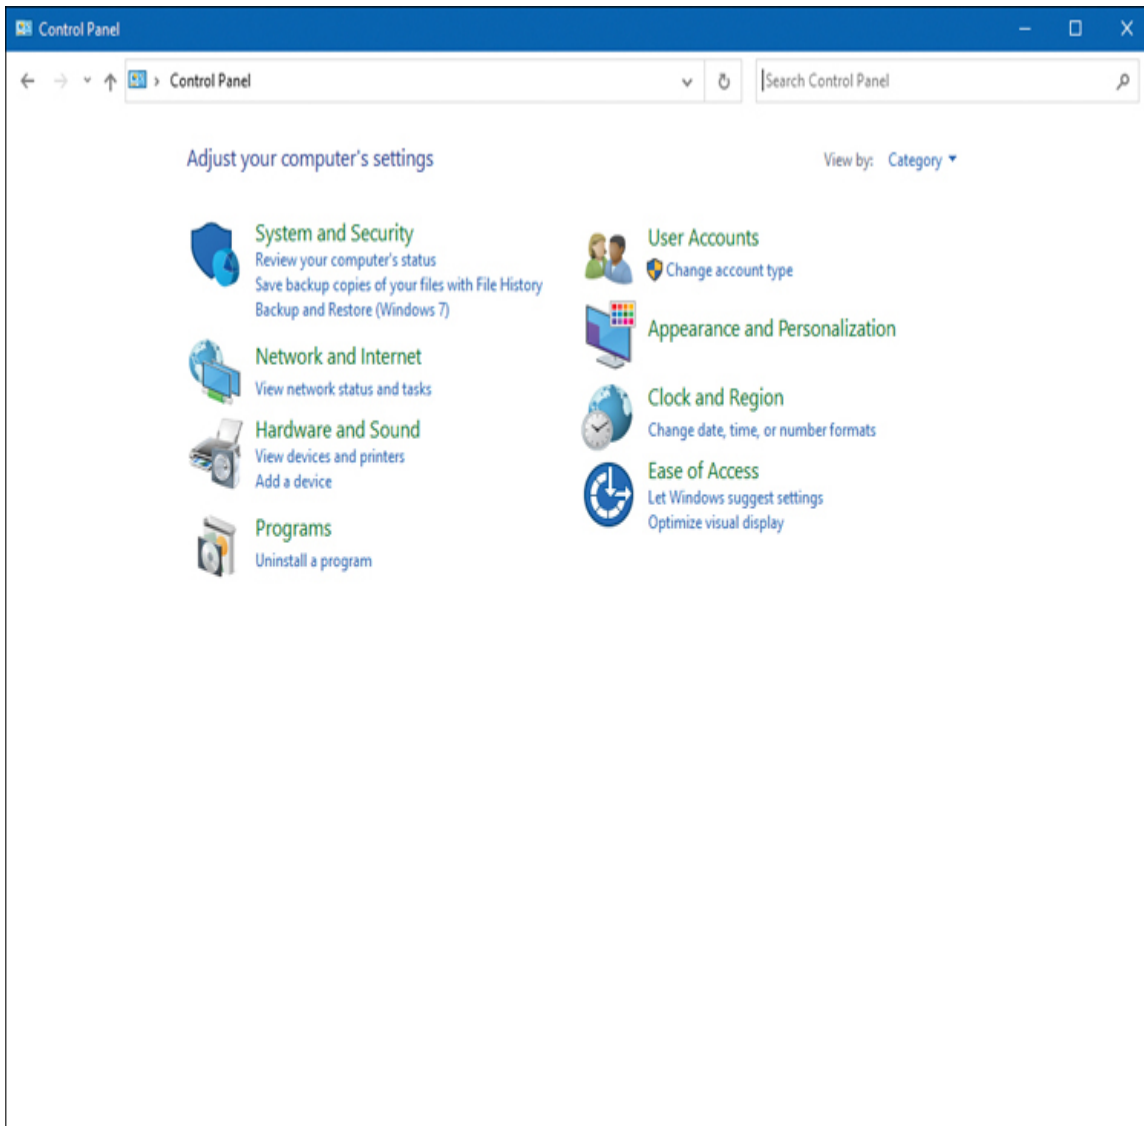 Control Panel
Control Panel
Search Control Panel
Adjust your computer's settings
View by: Category
System and Security
Review your computer's status
Save backup copies of your files with File History
Backup and Restore (Windows 7)
Network and Internet
View network status and tasks
Hardware and Sound
View devices and printers
Add a device
Programs
Uninstall a program
User Accounts
Change account type
Appearance and Personalization
Clock and Region
Change date, time, or number formats
Ease of Access
Let Windows suggest settings
Optimize visual display